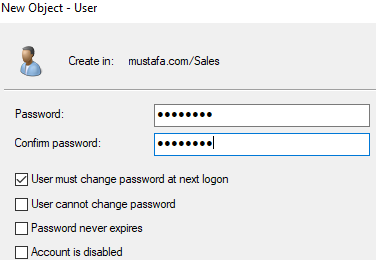 New Object - User
Create in: mustafa.com/Sales
Password: ●●●●●●●●
Confirm password: ●●●●●●●●
User must change password at next logon
User cannot change password
Password never expires
Account is disabled